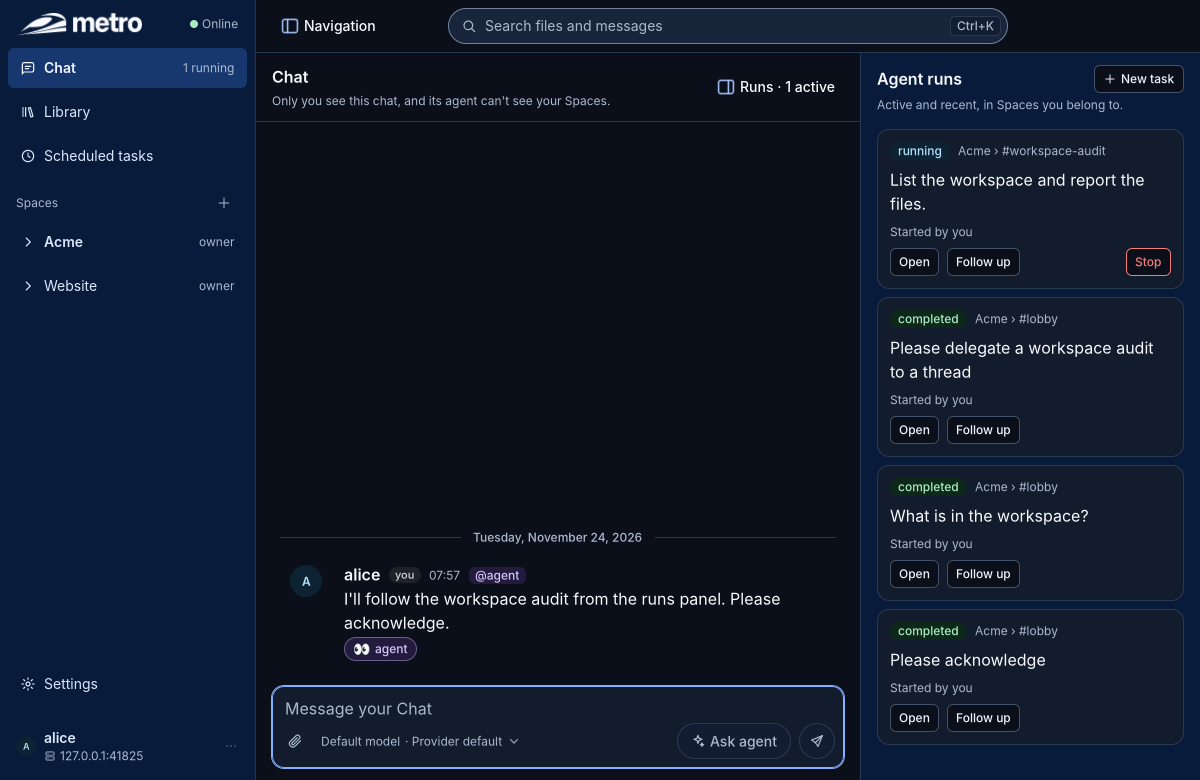 metro
Online
Chat
1 running
Library
Scheduled tasks
Spaces
Acme
owner
Website
owner
Settings
A
alice
127.0.0.1:41825
Navigation
Search files and messages
Ctrl+K
Chat
Only you see this chat, and its agent can't see your Spaces.
Runs · 1 active
Tuesday, November 24, 2026
A
alice you 07:57 @agent
I'll follow the workspace audit from the runs panel. Please
acknowledge.
👀 agent
Message your Chat
Default model · Provider default
Ask agent
Agent runs
New task
Active and recent, in Spaces you belong to.
running Acme › #workspace-audit
List the workspace and report the
files.
Started by you
Open Follow up Stop
completed Acme › #lobby
Please delegate a workspace audit
to a thread
Started by you
Open Follow up
completed Acme › #lobby
What is in the workspace?
Started by you
Open Follow up
completed Acme › #lobby
Please acknowledge
Started by you
Open Follow up